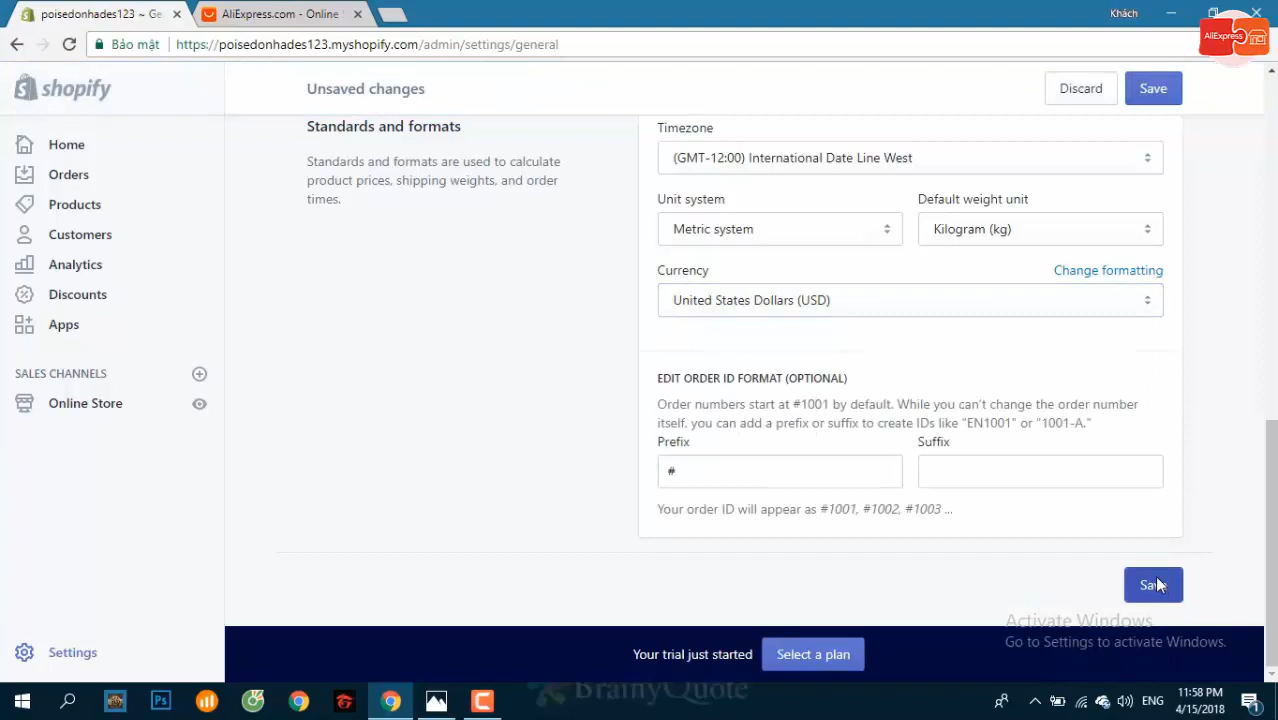 poisedonhades123 ~ Ge
AliExpress.com - Online
Khách
Bảo mật
https://poisedonhades123.myshopify.com/admin/settings/general
AliExpress
shopify
Unsaved changes
Discard
Save
Home
Orders
Products
Customers
Analytics
Discounts
Apps
SALES CHANNELS
Online Store
Settings
Standards and formats
Standards and formats are used to calculate
product prices, shipping weights, and order
times.
Timezone
(GMT-12:00) International Date Line West
Unit system
Default weight unit
Metric system
Kilogram (kg)
Currency
Change formatting
United States Dollars (USD)
EDIT ORDER ID FORMAT (OPTIONAL)
Order numbers start at #1001 by default. While you can't change the order number
itself, you can add a prefix or suffix to create IDs like "EN1001" or "1001-A."
Prefix
Suffix
#
Your order ID will appear as #1001, #1002, #1003 ...
Save
Activate Windows
Go to Settings to activate Windows.
Your trial just started
Select a plan
BrainyQuote
Ps
ENG
11:58 PM
4/15/2018
1